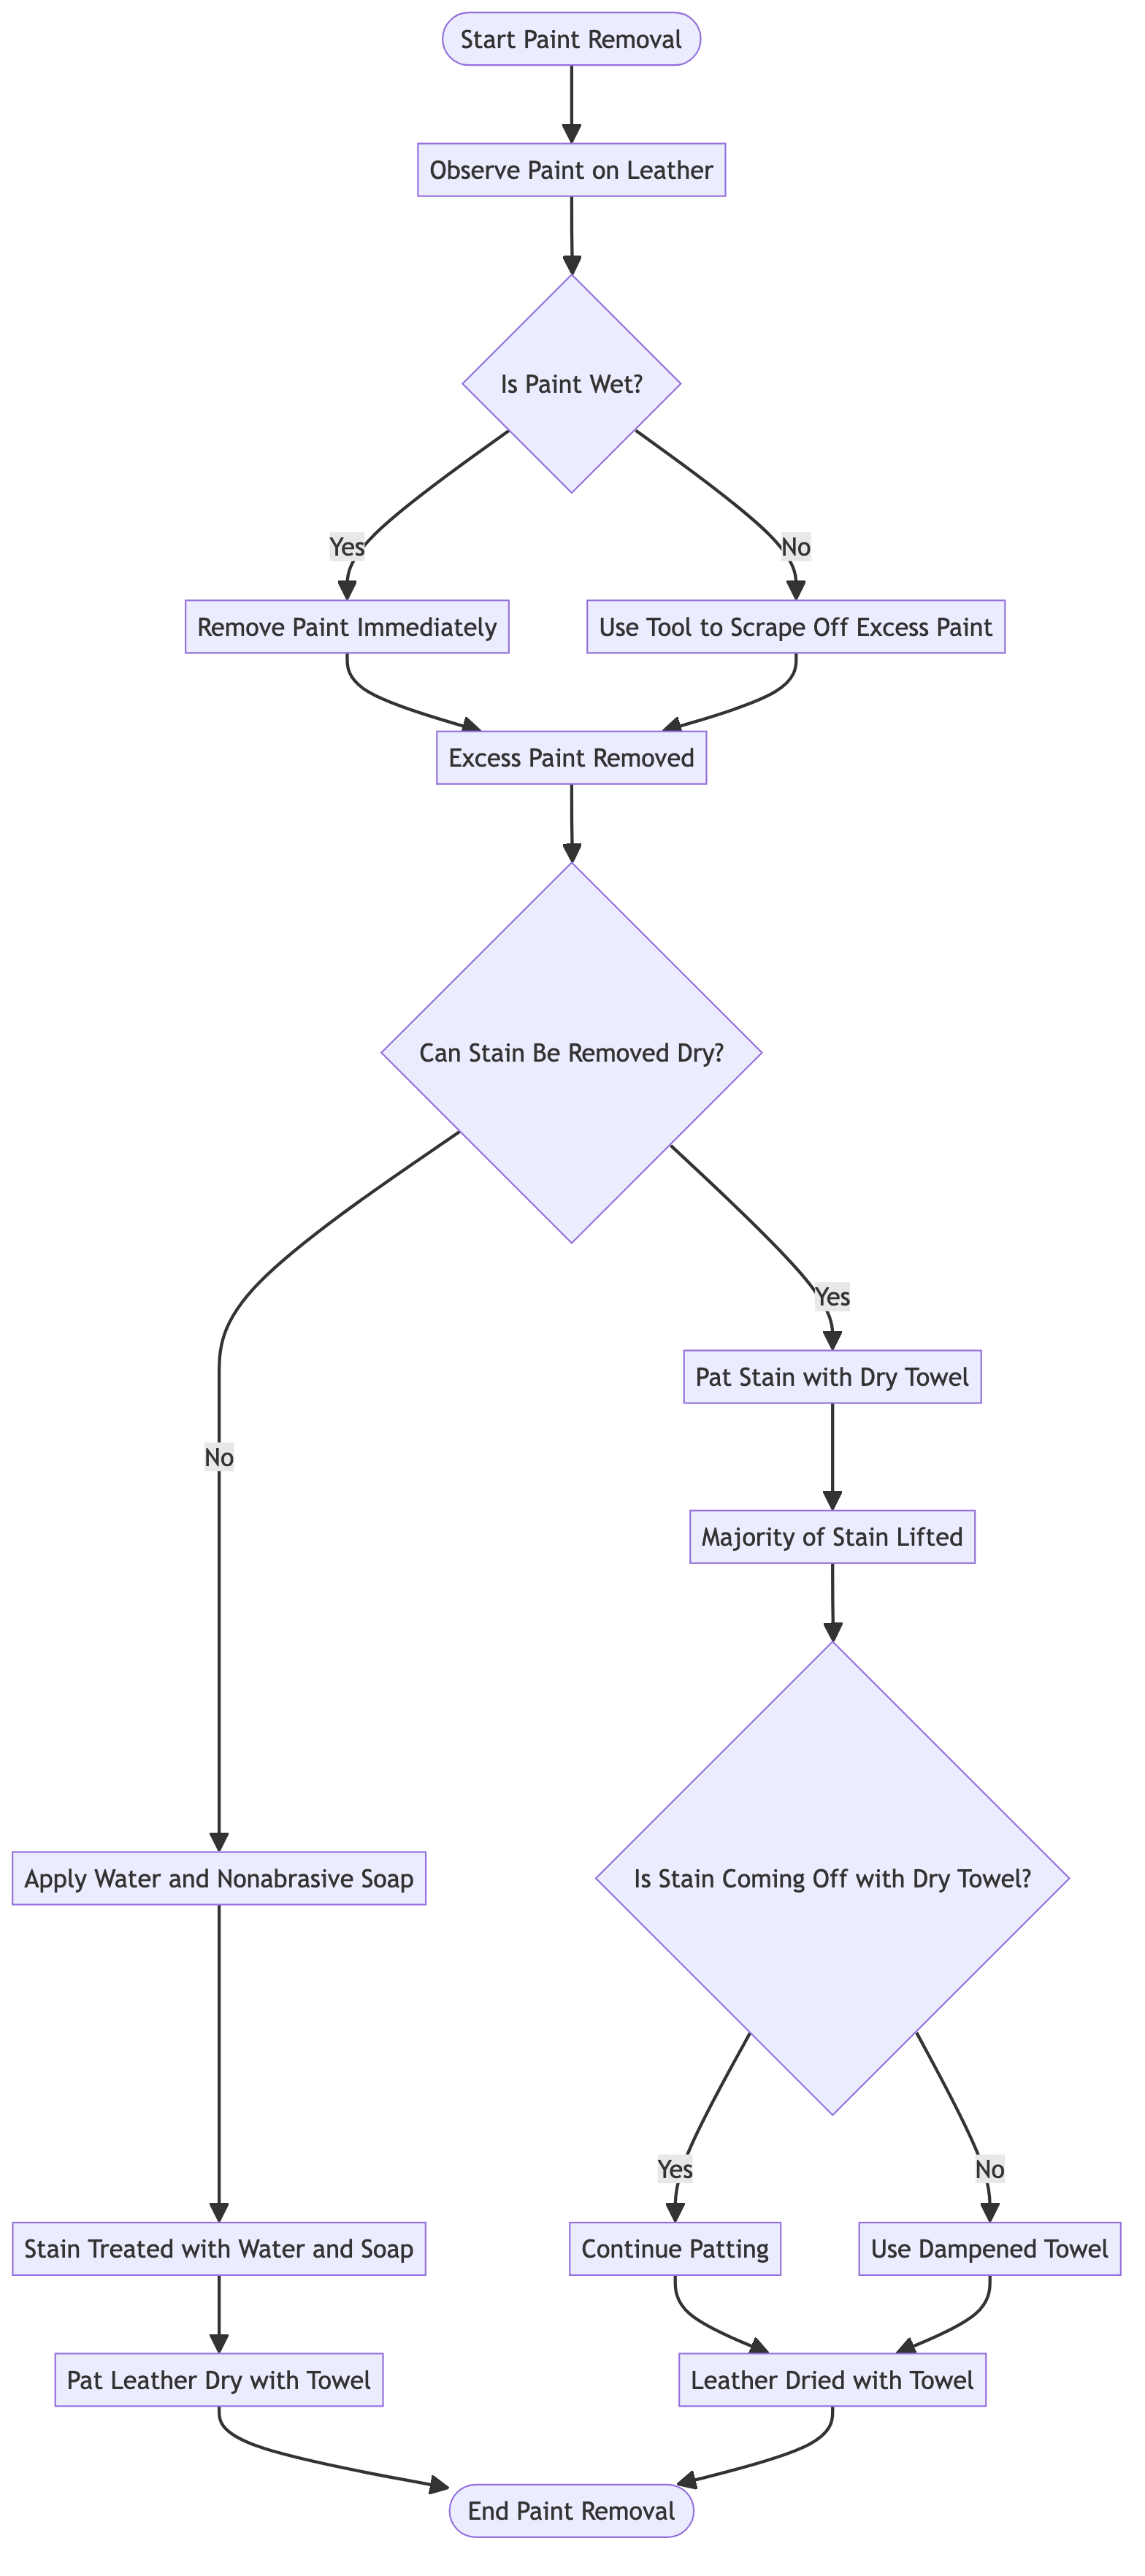 Start Paint Removal
Observe Paint on Leather
Is Paint Wet?
Yes
No
Remove Paint Immediately
Use Tool to Scrape Off Excess Paint
Excess Paint Removed
Can Stain Be Removed Dry?
Yes
Pat Stain with Dry Towel
No
Majority of Stain Lifted
Apply Water and Nonabrasive Soap
Is Stain Coming Off with Dry Towel?
Yes
No
Stain Treated with Water and Soap
Continue Patting
Use Dampened Towel
Pat Leather Dry with Towel
Leather Dried with Towel
End Paint Removal